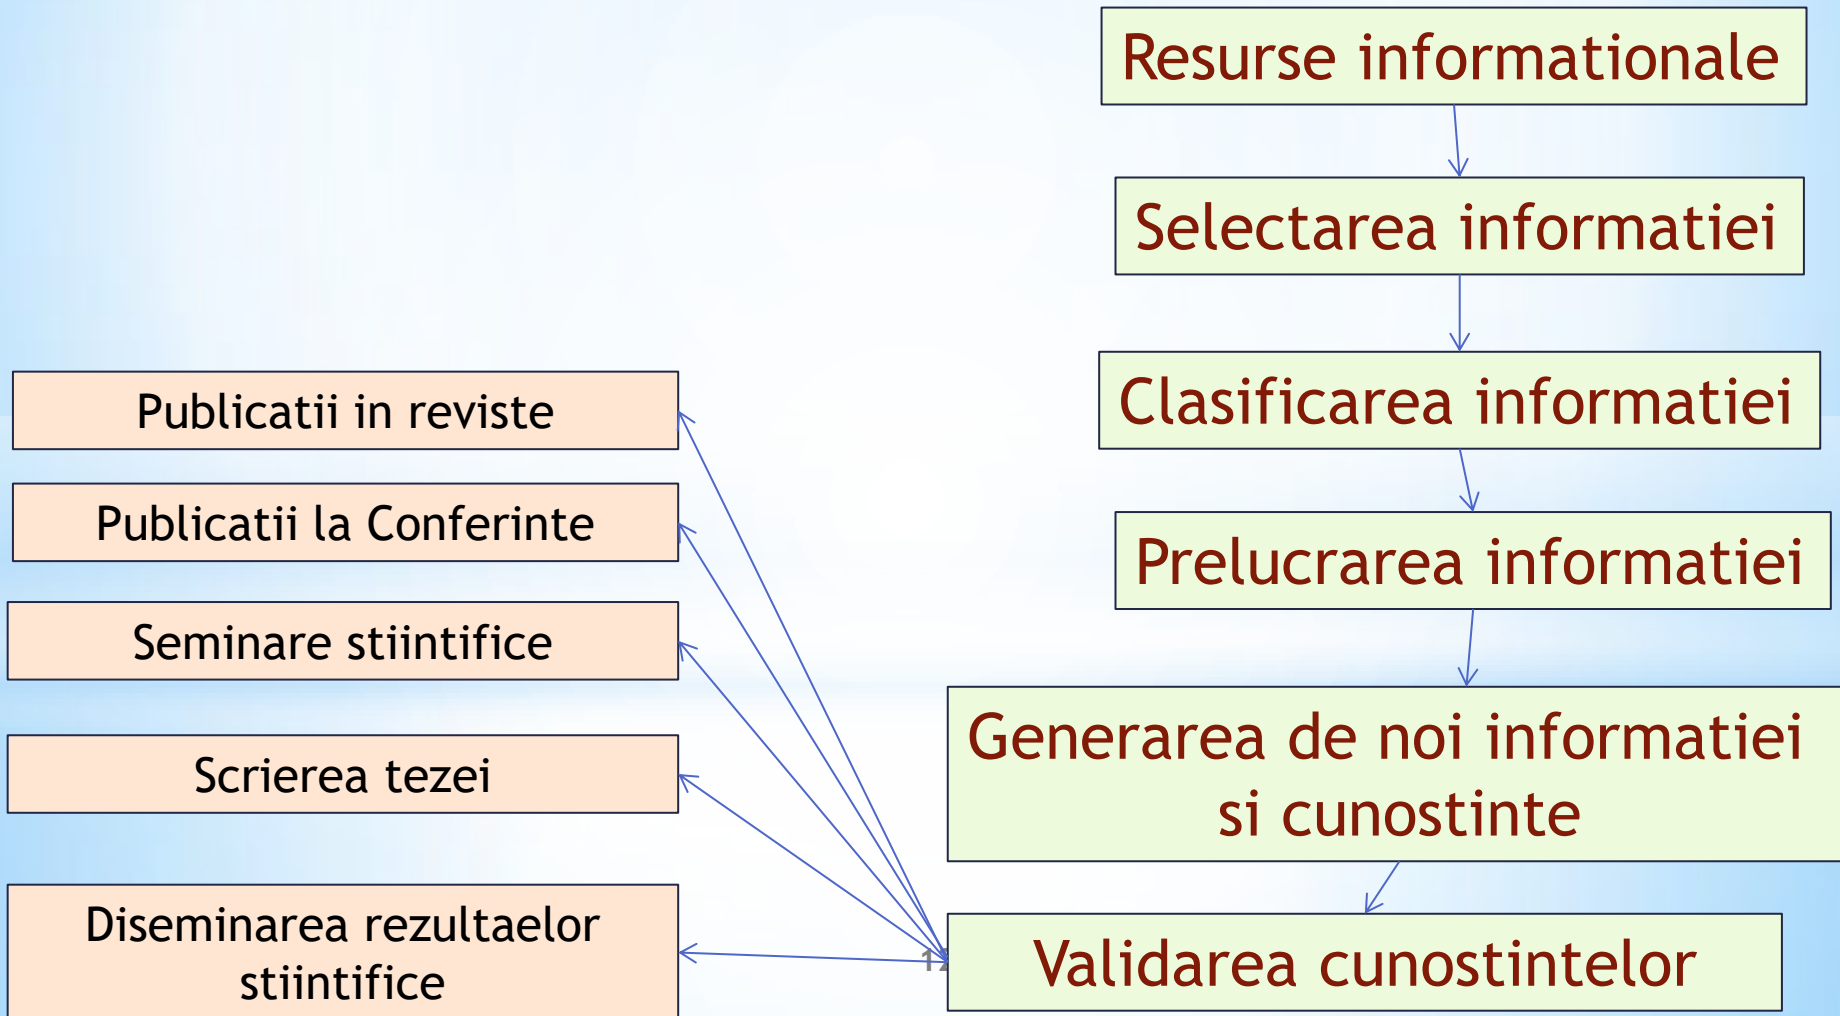 Resurse informationale
Selectarea informatiei
Clasificarea informatiei
Prelucrarea informatiei
Generarea de noi informatiei
si cunostinte
Validarea cunostintelor
Publicatii in reviste
Publicatii la Conferinte
Seminare stiintifice
Scrierea tezei
Diseminarea rezultaelor
stiintifice